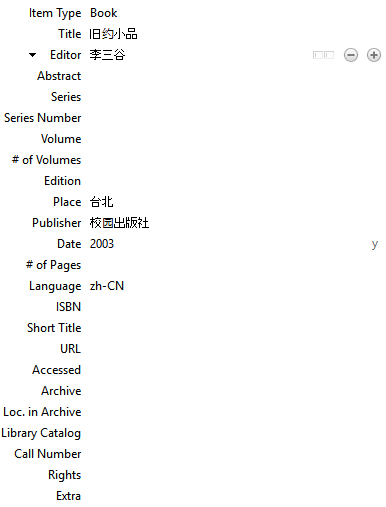 Item Type Book
Title 旧约小品
Editor 李三谷
Abstract
Series
Series Number
Volume
# of Volumes
Edition
Place 台北
Publisher 校园出版社
Date 2003 y
# of Pages
Language zh-CN
ISBN
Short Title
URL
Accessed
Archive
Loc. in Archive
Library Catalog
Call Number
Rights
Extra